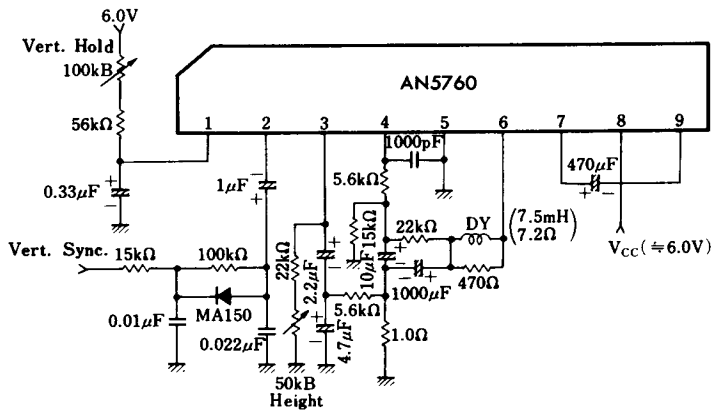 6.0V
Vert. Hold
100kB
AN5760
56kΩ
1 2 3 4 5 6 7 8 9
1000pF
470μF
+ -
5.6kΩ
0.33μF
+
-
1μF
-
+
15kΩ
22kΩ
DY
(7.5mH
7.2Ω)
VCC(≒6.0V)
Vert. Sync.
15kΩ
100kΩ
22kΩ
2.2μF
+
-
10μF
+
-
- +
1000μF
470Ω
MA150
0.01μF
0.022μF
5.6kΩ
4.7μF
+
-
1.0Ω
50kB
Height